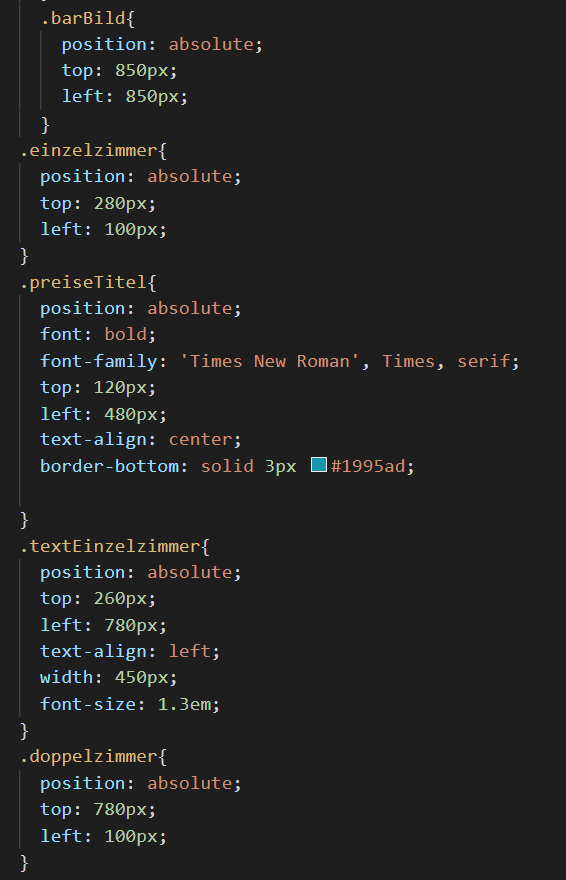 .barBild{
position: absolute;
top: 850px;
left: 850px;
}
.einzelzimmer{
position: absolute;
top: 280px;
left: 100px;
}
.preiseTitel{
position: absolute;
font: bold;
font-family: 'Times New Roman', Times, serif;
top: 120px;
left: 480px;
text-align: center;
border-bottom: solid 3px #1995ad;
}
.textEinzelzimmer{
position: absolute;
top: 260px;
left: 780px;
text-align: left;
width: 450px;
font-size: 1.3em;
}
.doppelzimmer{
position: absolute;
top: 780px;
left: 100px;
}